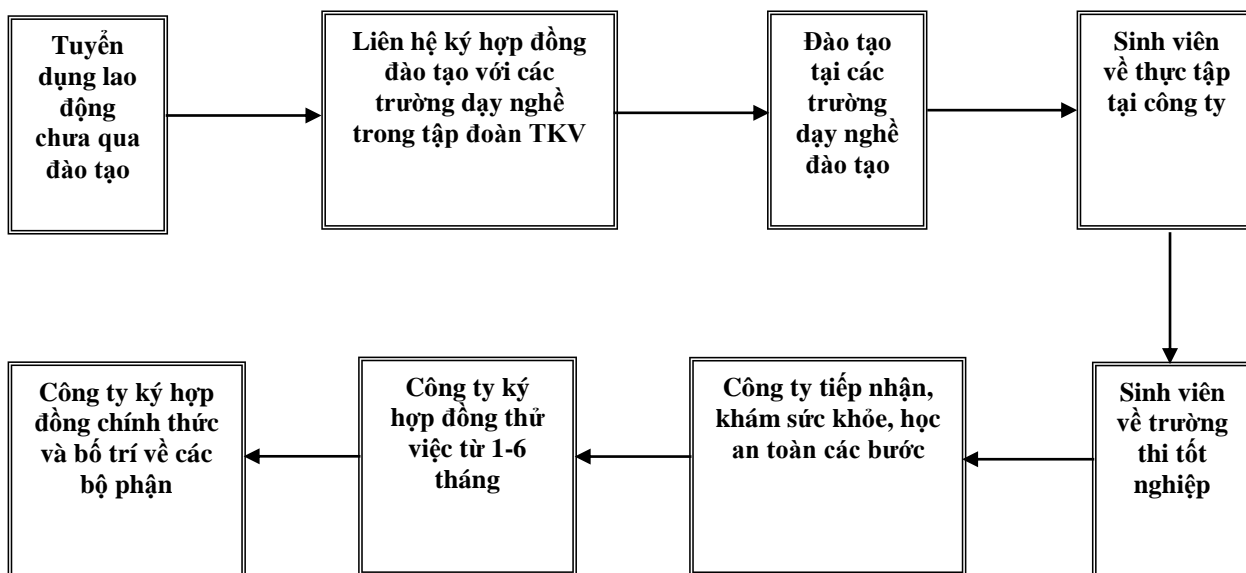 Tuyển
dụng lao
động
chưa qua
đào tạo
Liên hệ ký hợp đồng
đào tạo với các
trường dạy nghề
trong tập đoàn TKV
Đào tạo
tại các
trường
dạy nghề
đào tạo
Sinh viên
về thực tập
tại công ty
Sinh viên
về trường
thi tốt
nghiệp
Công ty tiếp nhận,
khám sức khỏe, học
an toàn các bước
Công ty ký
hợp đồng thử
việc từ 1-6
tháng
Công ty ký hợp
đồng chính thức
và bố trí về các
bộ phận